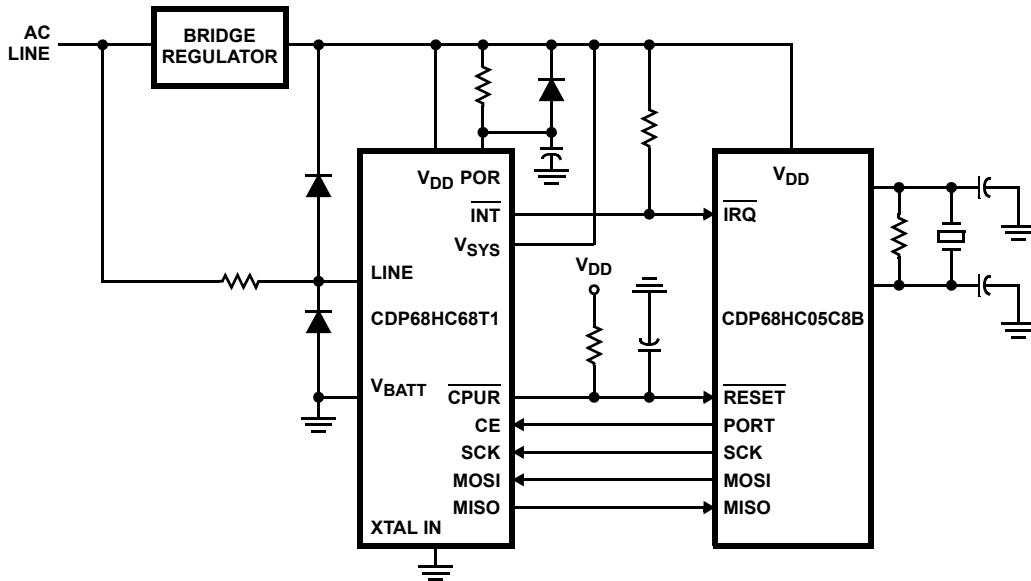 AC
LINE
BRIDGE
REGULATOR
VDD POR
INT
VSYS
LINE
CDP68HC68T1
VBATT
CPUR
CE
SCK
MOSI
MISO
XTAL IN
VDD
VDD
IRQ
CDP68HC05C8B
RESET
PORT
SCK
MOSI
MISO